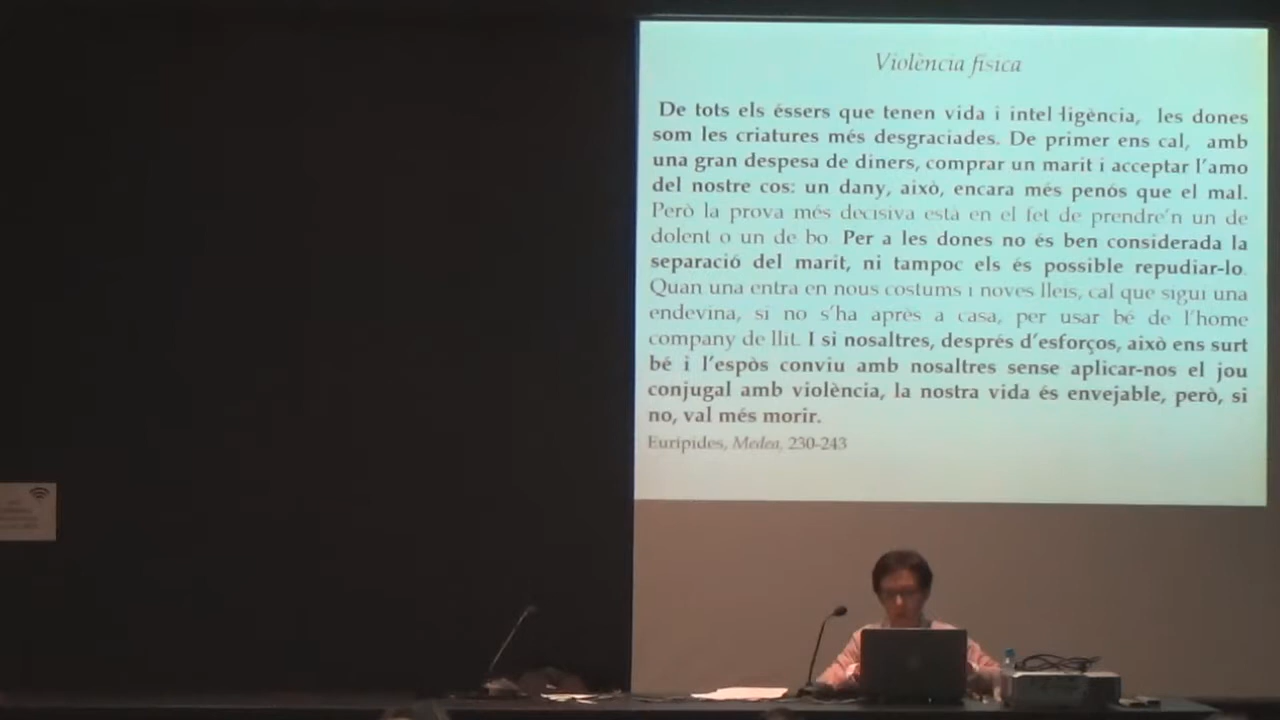 Violència física
De tots els éssers que tenen vida i intel·ligència, les dones
som les criatures més desgraciades. De primer ens cal, amb
una gran despesa de diners, comprar un marit i acceptar l'amo
del nostre cos: un dany, això, encara més penós que el mal.
Però la prova més decisiva està en el fet de prendre'n un de
dolent o un de bo. Per a les dones no és ben considerada la
separació del marit, ni tampoc els és possible repudiar-lo.
Quan una entra en nous costums i noves lleis, cal que sigui una
endevina, si no s'ha après a casa, per usar bé de l'home
company de llit. I si nosaltres, després d'esforços, això ens surt
bé i l'espòs conviu amb nosaltres sense aplicar-nos el jou
conjugal amb violència, la nostra vida és envejable, però, si
no, val més morir.
Eurípides, Medea, 230-243